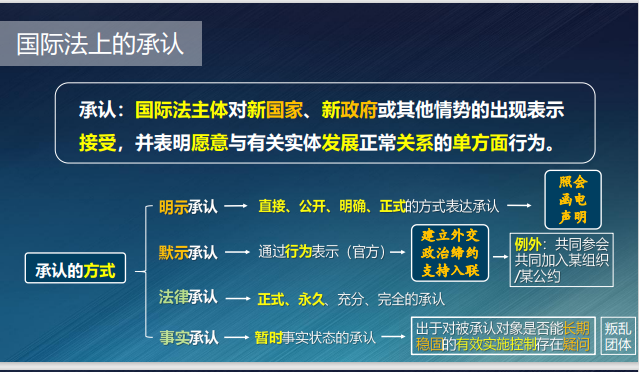 国际法上的承认
承认：国际法主体对新国家、新政府或其他情势的出现表示
接受，并表明愿意与有关实体发展正常关系的单方面行为。
承认的方式
明示承认
直接、公开、明确、正式的方式表达承认
照会
函电
声明
默示承认
通过行为表示（官方）
建立外交
政治缔约
支持入联
例外：共同参会
共同加入某组织
/某公约
法律承认
正式、永久、充分、完全的承认
事实承认
暂时事实状态的承认
出于对被承认对象是否能长期
稳固的有效实施控制存在疑问
叛乱
团体